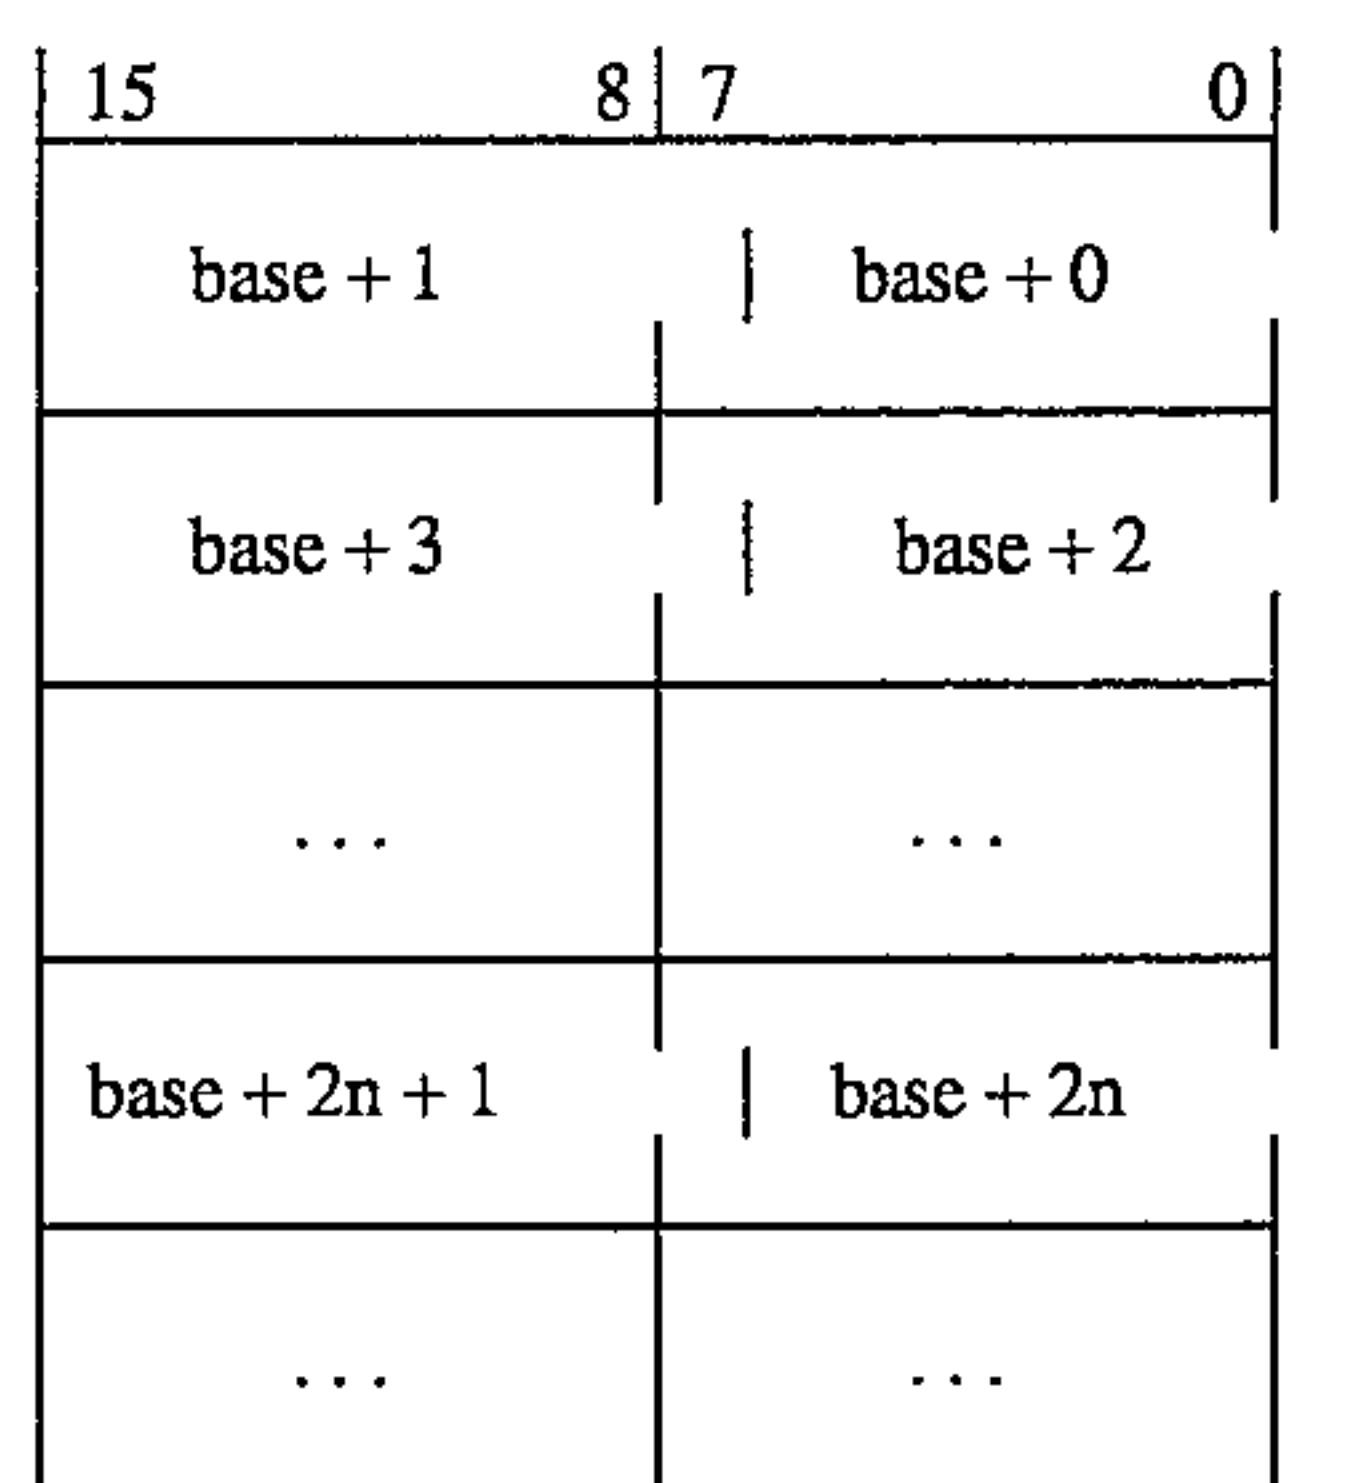 15 8 7 0
base + 1 | base + 0
base + 3 | base + 2
... ...
base + 2n + 1 | base + 2n
... ...